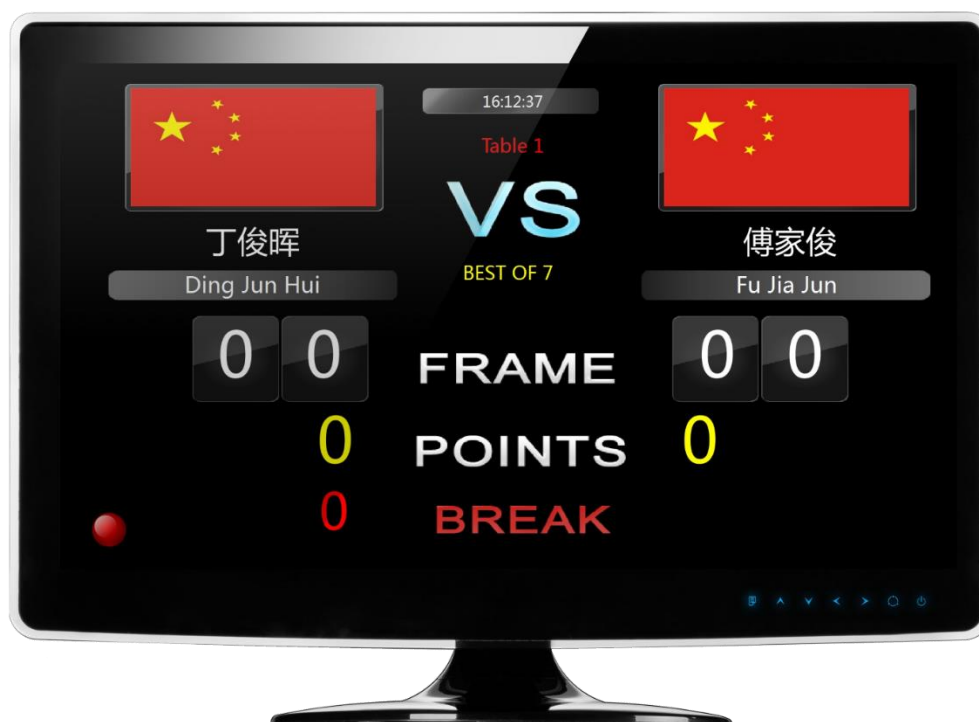 16:12:37
Table 1
VS
丁俊晖
傅家俊
BEST OF 7
Ding Jun Hui
Fu Jia Jun
0 0 FRAME 0 0
0 POINTS 0
0 BREAK